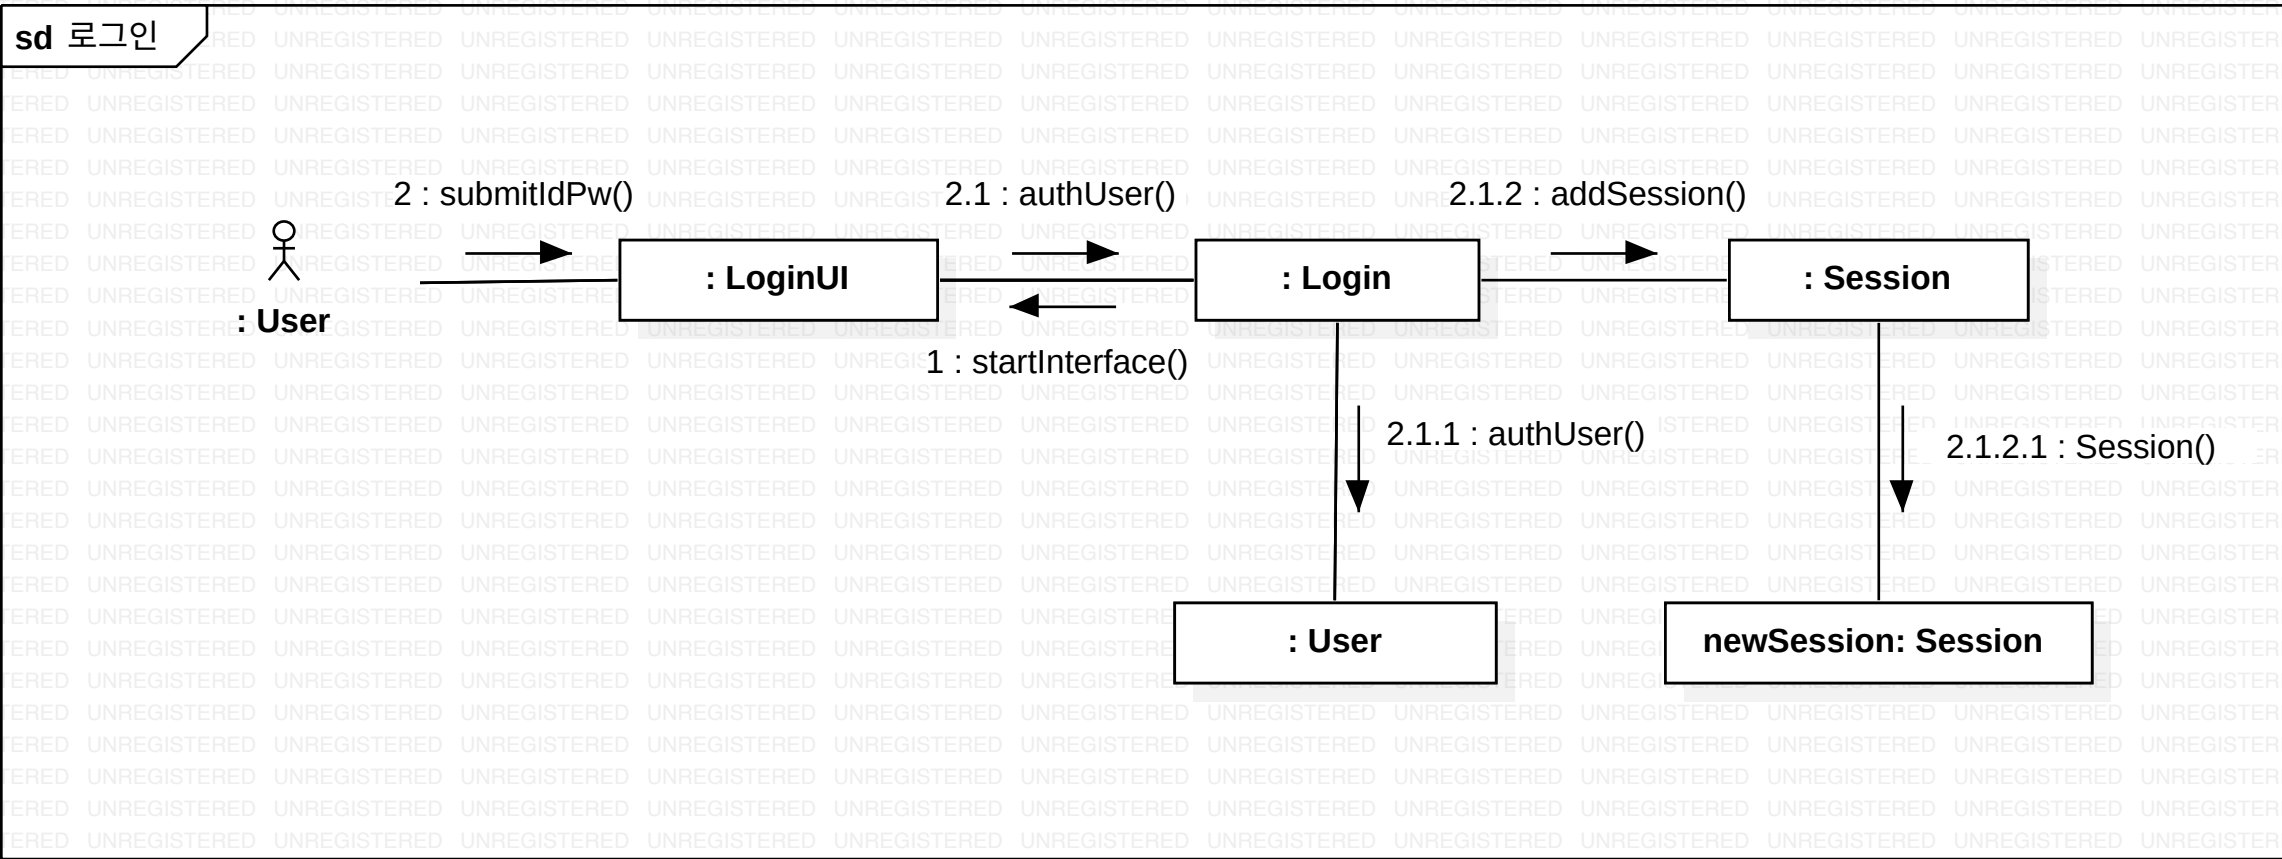 sd 로그인
2 : submitIdPw()
2.1 : authUser()
2.1.2 : addSession()
: User
: LoginUI
: Login
: Session
1 : startInterface()
2.1.1 : authUser()
2.1.2.1 : Session()
: User
newSession: Session
UNREGISTERED